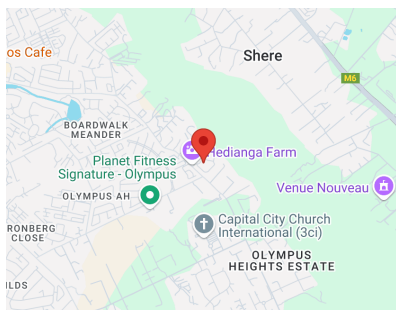 os Cafe
Shere
M6
BOARDWALK
MEANDER
Hedianga Farm
Planet Fitness
Signature - Olympus
Venue Nouveau
OLYMPUS AH
Capital City Church
International (3ci)
RONBERG
CLOSE
OLYMPUS
HEIGHTS ESTATE
ILDS